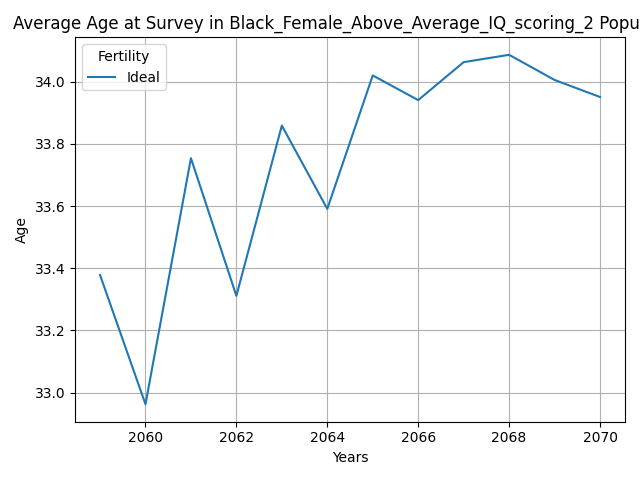 Average Age at Survey in Black_Female_Above_Average_IQ_scoring_2 Popu
Fertility
Ideal
34.0
33.8
33.6
33.4
33.2
33.0
Age
2060 2062 2064 2066 2068 2070
Years